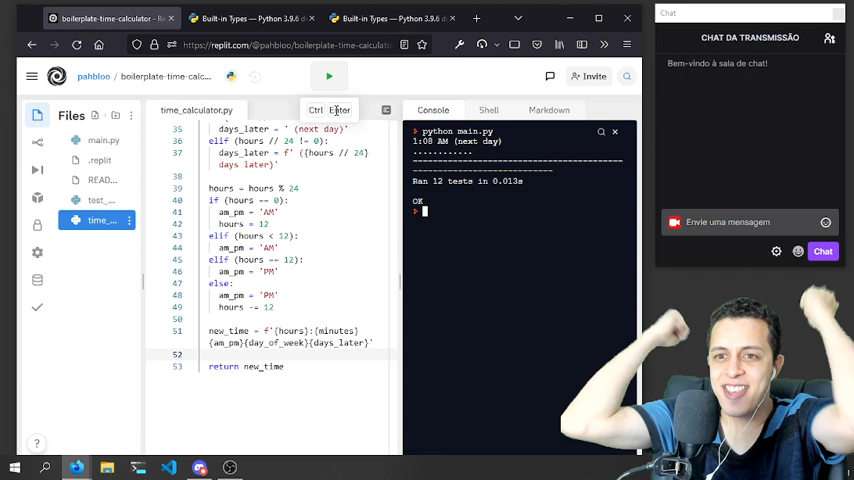 boilerplate-time-calculator - Re
Built-in Types — Python 3.9.6 d
Built-in Types — Python 3.9.6 do
https://replit.com/@pahbloo/boilerplate-time-calculato
pahbloo / boilerplate-time-calc...
Invite
Files
main.py
.replit
READ...
test_...
time_...
time_calculator.py
Ctrl Enter
35 days_later = ' (next day)'
36 elif (hours // 24 != 0):
37 days_later = f' ({hours // 24}
days later)'
38
39 hours = hours % 24
40 if (hours == 0):
41 am_pm = 'AM'
42 hours = 12
43 elif (hours < 12):
44 am_pm = 'AM'
45 elif (hours == 12):
46 am_pm = 'PM'
47 else:
48 am_pm = 'PM'
49 hours -= 12
50
51 new_time = f'{hours}:{minutes}
{am_pm}{day_of_week}{days_later}'
52
53 return new_time
Console
Shell
Markdown
python main.py
1:08 AM (next day)
............
----------------------------------------------------------------------
Ran 12 tests in 0.013s
OK
Chat
CHAT DA TRANSMISSÃO
Bem-vindo à sala de chat!
Envie uma mensagem
Chat